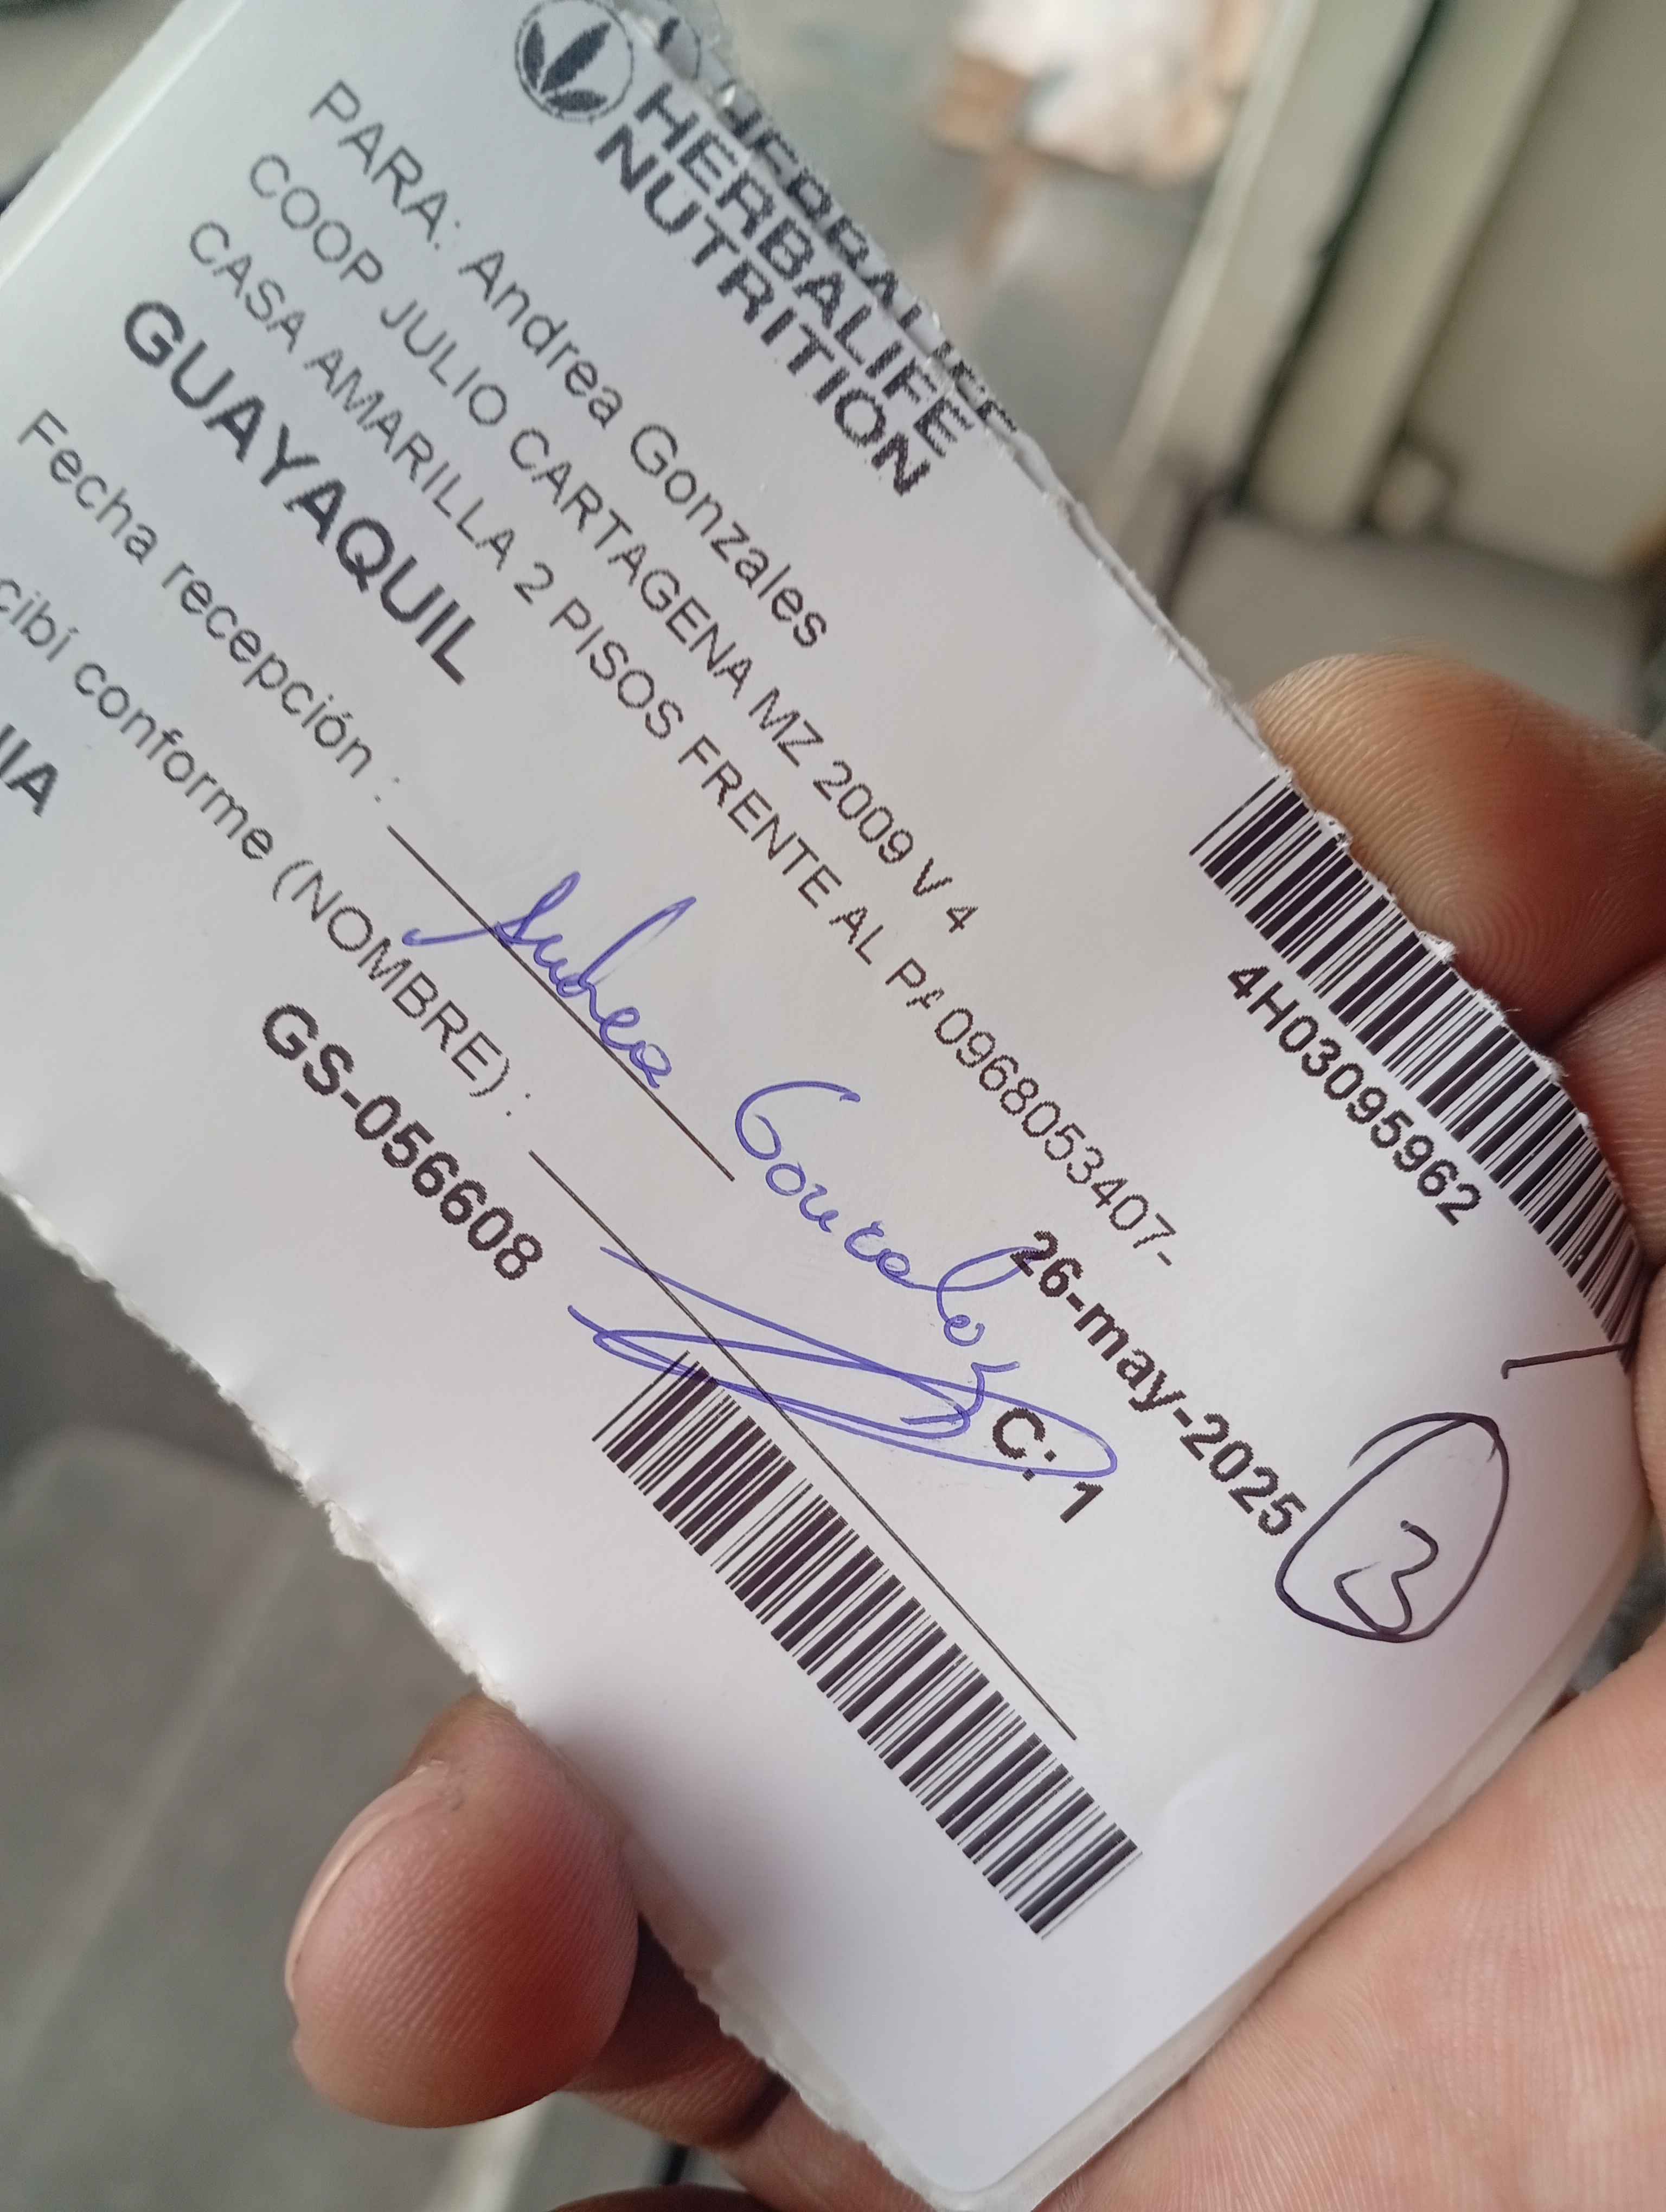 HERBALIFE
NUTRITION
4H03095962
PARA: Andrea Gonzales
COOP JULIO CARTAGENA MZ 2009 V 4
CASA AMARILLA 2 PISOS FRENTE AL PA 0968053407-
GUAYAQUIL
26-may-2025
3
Fecha recepción :
Andrea Gonzalez
cibí conforme (NOMBRE) :
C: 1
GS-056608